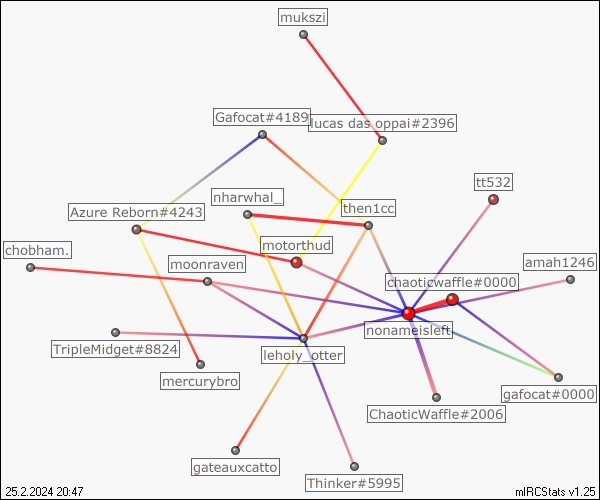 mukszi
Gafocat#4189
lucas das oppai#2396
tt532
nharwhal_
Azure Reborn#4243
then1cc
motorthud
chobham.
moonraven
amah1246
chaoticwaffle#0000
nonameisleft
TripleMidget#8824
leholy_otter
mercurybro
gafocat#0000
ChaoticWaffle#2006
gateauxcatto
Thinker#5995
25.2.2024 20:47
mIRCStats v1.25